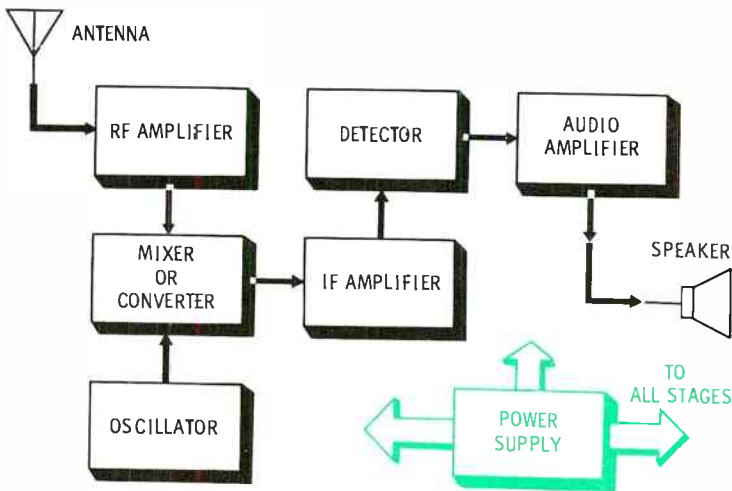 ANTENNA
RF AMPLIFIER
DETECTOR
AUDIO
AMPLIFIER
MIXER
OR
CONVERTER
IF AMPLIFIER
SPEAKER
OSCILLATOR
POWER
SUPPLY
TO
ALL STAGES